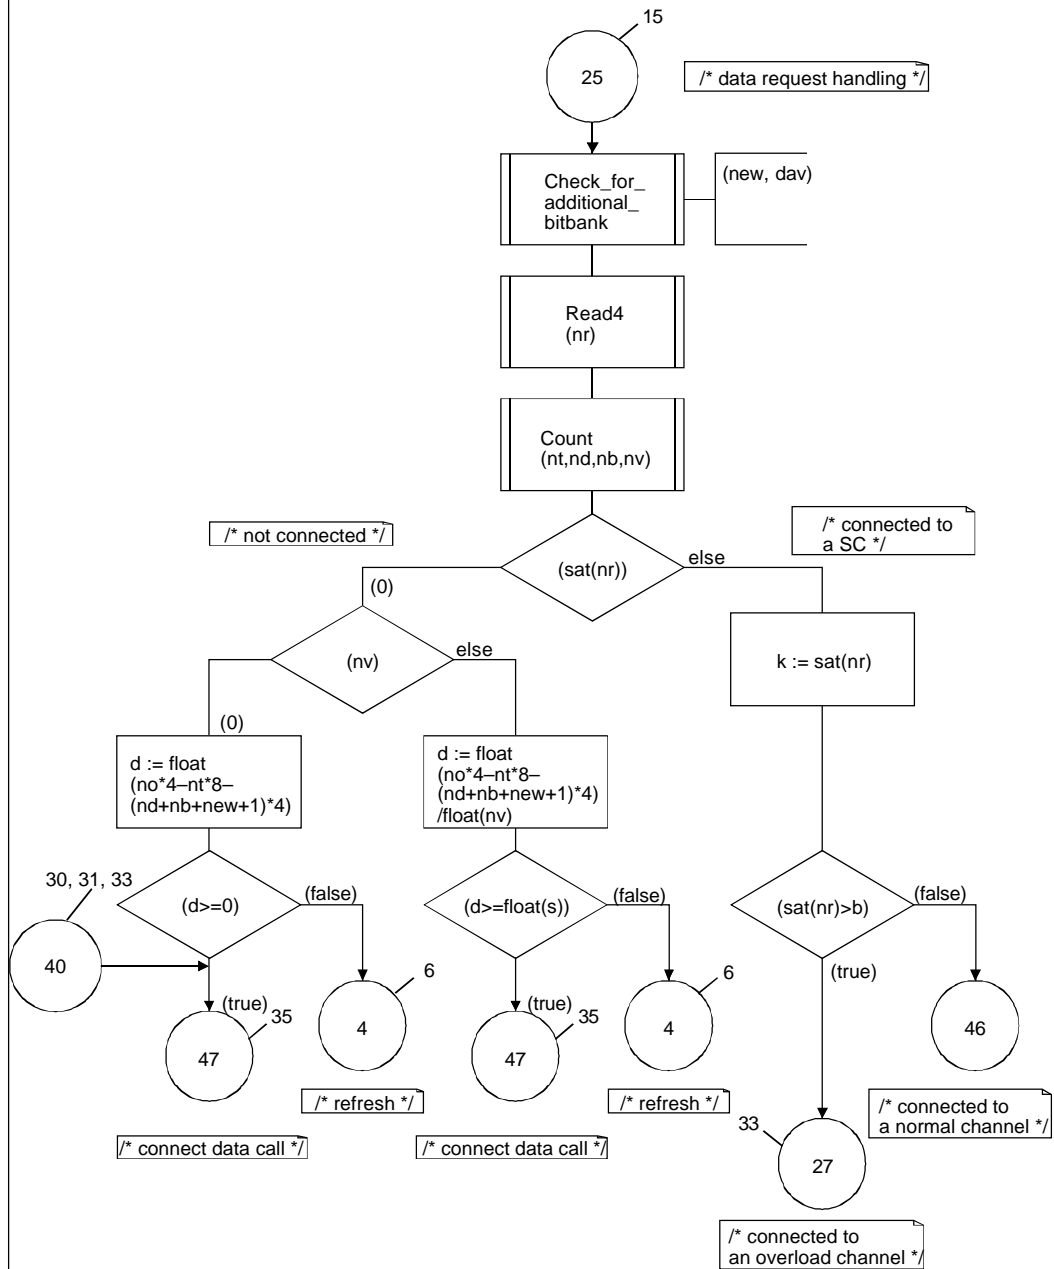 15
25
/* data request handling */
Check_for_
additional_
bitbank
(new, dav)
Read4
(nr)
Count
(nt,nd,nb,nv)
/* not connected */
/* connected to
a SC */
(sat(nr))
else
(0)
(nv)
else
k := sat(nr)
(0)
d := float
(no*4–nt*8–
(nd+nb+new+1)*4)
d := float
(no*4–nt*8–
(nd+nb+new+1)*4)
/float(nv)
30, 31, 33
(d>=0)
(false)
(d>=float(s))
(false)
(sat(nr)>b)
(false)
40
(true)
6
6
(true)
35
(true)
35
47
4
47
4
46
/* refresh */
/* refresh */
/* connected to
a normal channel */
/* connect data call */
/* connect data call */
33
27
/* connected to
an overload channel */